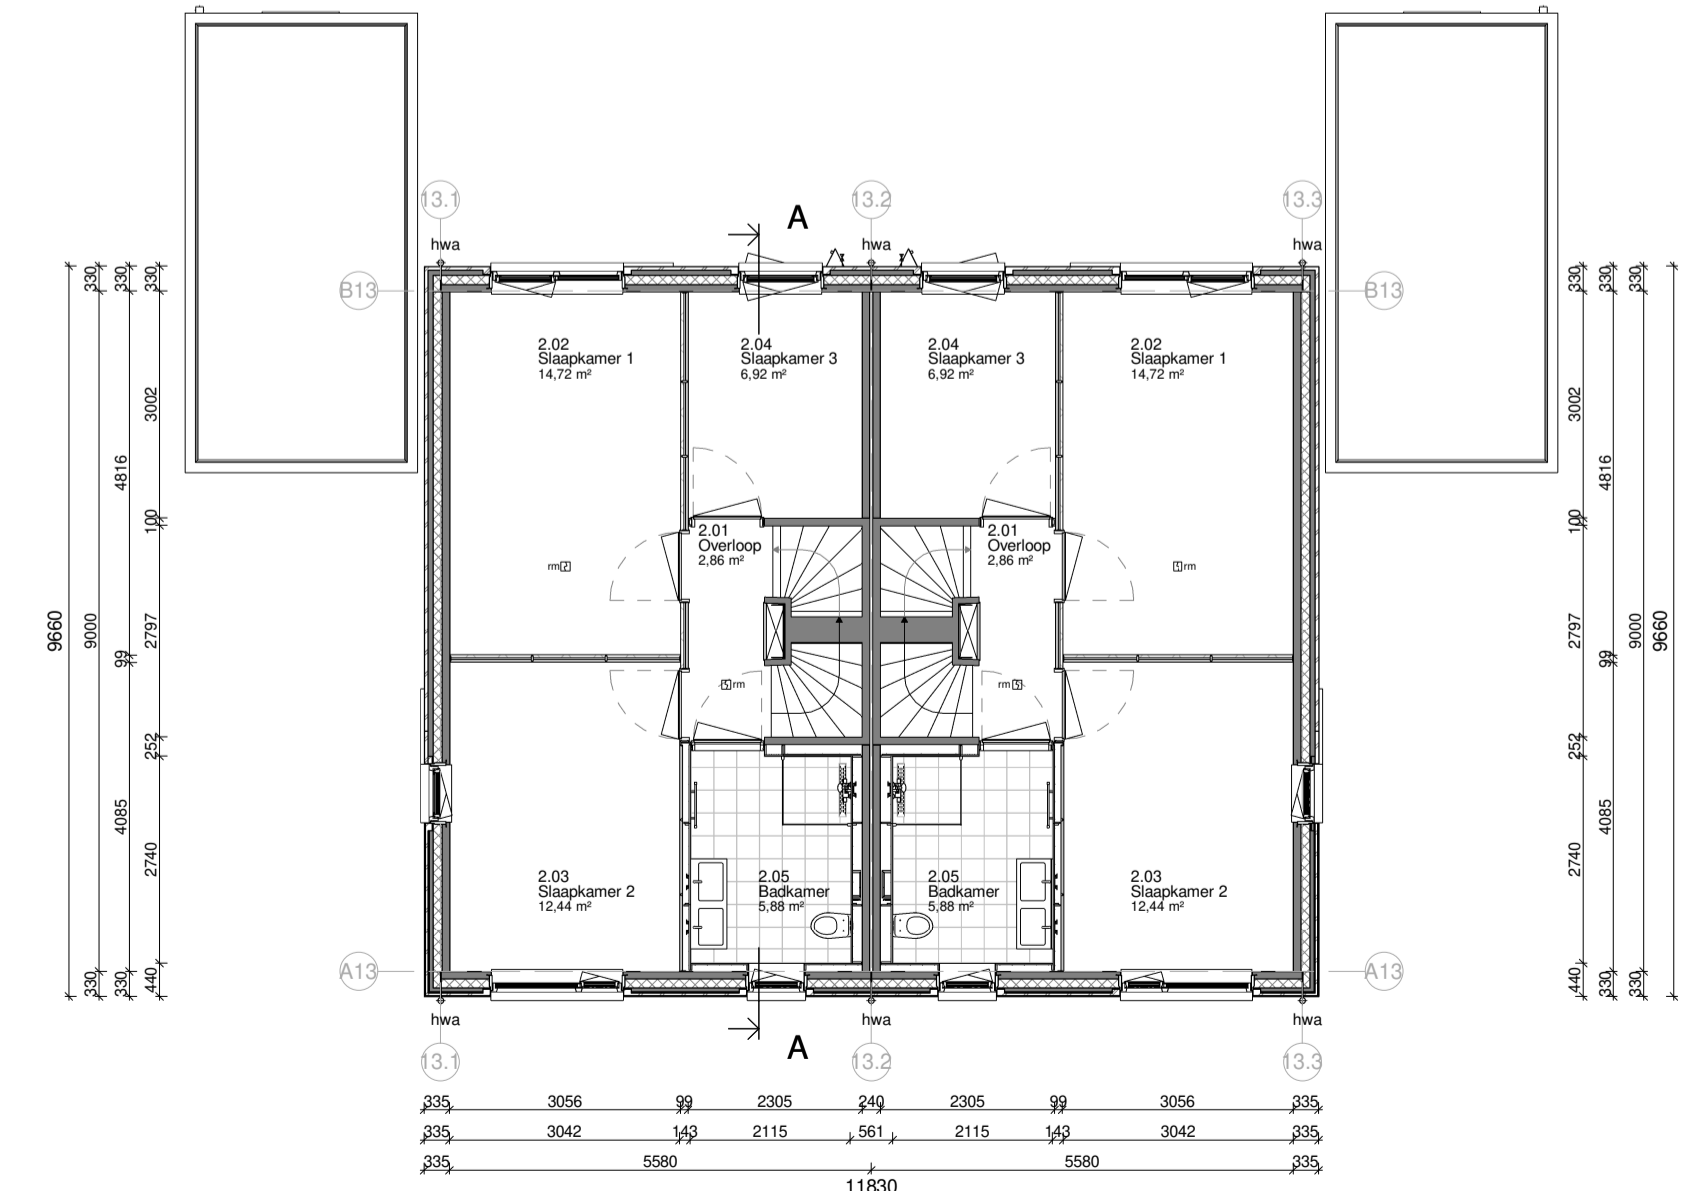 13.1
13.2
13.3
A
hwa
hwa
hwa
B13
B13
330
330
330
330
330
330
2.02
Slaapkamer 1
14,72 m²
2.04
Slaapkamer 3
6,92 m²
2.04
Slaapkamer 3
6,92 m²
2.02
Slaapkamer 1
14,72 m²
3002
4816
100
3002
4816
100
2.01
Overloop
2,86 m²
2.01
Overloop
2,86 m²
rm
rm
9660
9000
2797
99
2797
99
9000
9660
rm
rm
252
4085
2740
252
4085
2740
2.03
Slaapkamer 2
12,44 m²
2.05
Badkamer
5,88 m²
2.05
Badkamer
5,88 m²
2.03
Slaapkamer 2
12,44 m²
A13
A13
330
330
440
440
330
330
hwa
hwa
hwa
A
13.1
13.2
13.3
335 3056 99 2305 240 2305 99 3056 335
335 3042 143 2115 561 2115 143 3042 335
335 5580 5580 335
11830